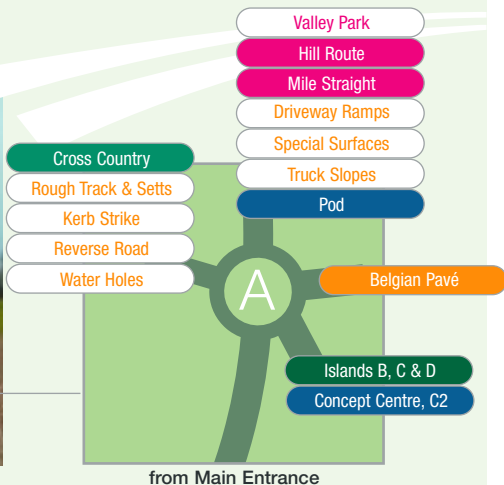 Valley Park
Hill Route
Mile Straight
Driveway Ramps
Special Surfaces
Truck Slopes
Pod
Cross Country
Rough Track & Setts
Kerb Strike
Reverse Road
Water Holes
A
Belgian Pavé
Islands B, C & D
Concept Centre, C2
from Main Entrance